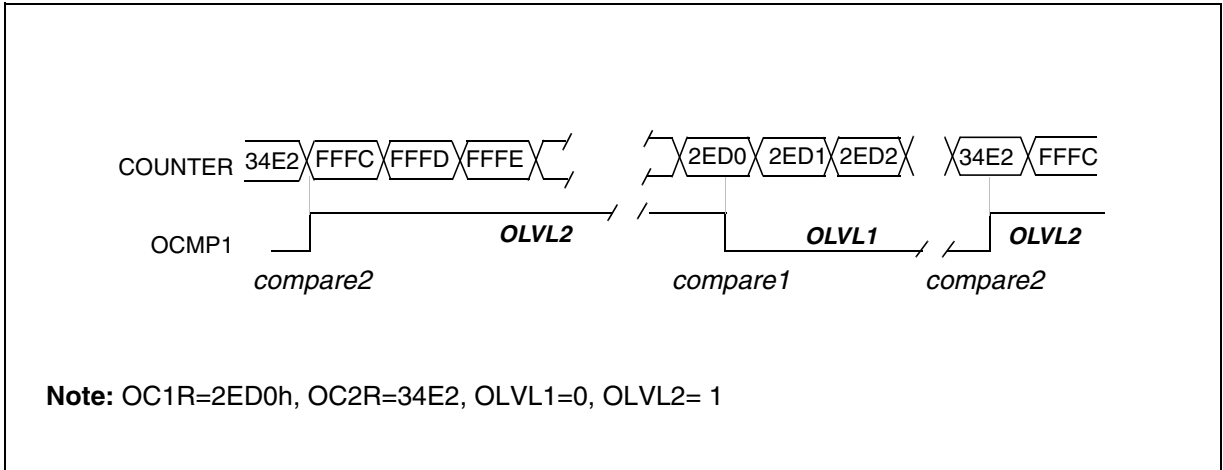 COUNTER 34E2 FFFC FFFD FFFE 2ED0 2ED1 2ED2 34E2 FFFC
OCMP1 OLVL2 OLVL1 OLVL2
compare2 compare1 compare2
Note: OC1R=2ED0h, OC2R=34E2, OLVL1=0, OLVL2= 1